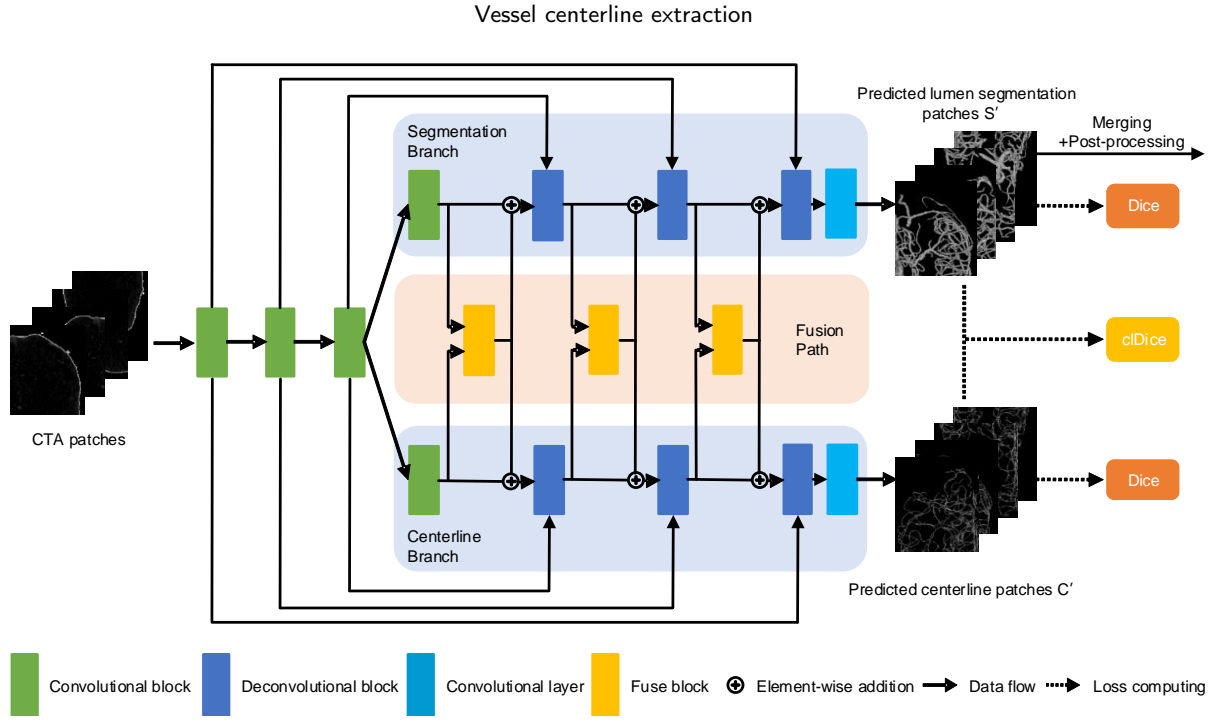 Vessel centerline extraction
Segmentation
Branch
Predicted lumen segmentation
patches S′
Merging
+Post-processing
Dice
Fusion
Path
clDice
CTA patches
Centerline
Branch
Dice
Predicted centerline patches C′
Convolutional block
Deconvolutional block
Convolutional layer
Fuse block
Element-wise addition
Data flow
Loss computing